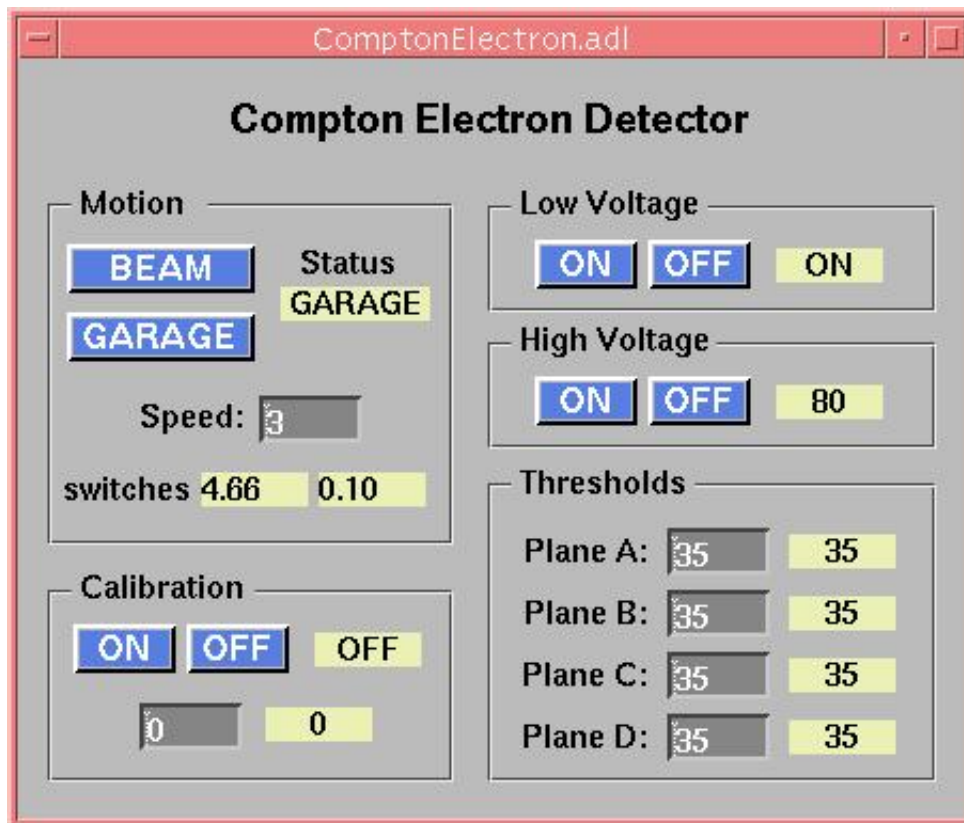 ComptonElectron.adl
Compton Electron Detector
Motion
BEAM
Status
GARAGE
GARAGE
Speed: 3
switches 4.66 0.10
Calibration
ON OFF OFF
0 0
Low Voltage
ON OFF ON
High Voltage
ON OFF 80
Thresholds
Plane A: 35 35
Plane B: 35 35
Plane C: 35 35
Plane D: 35 35